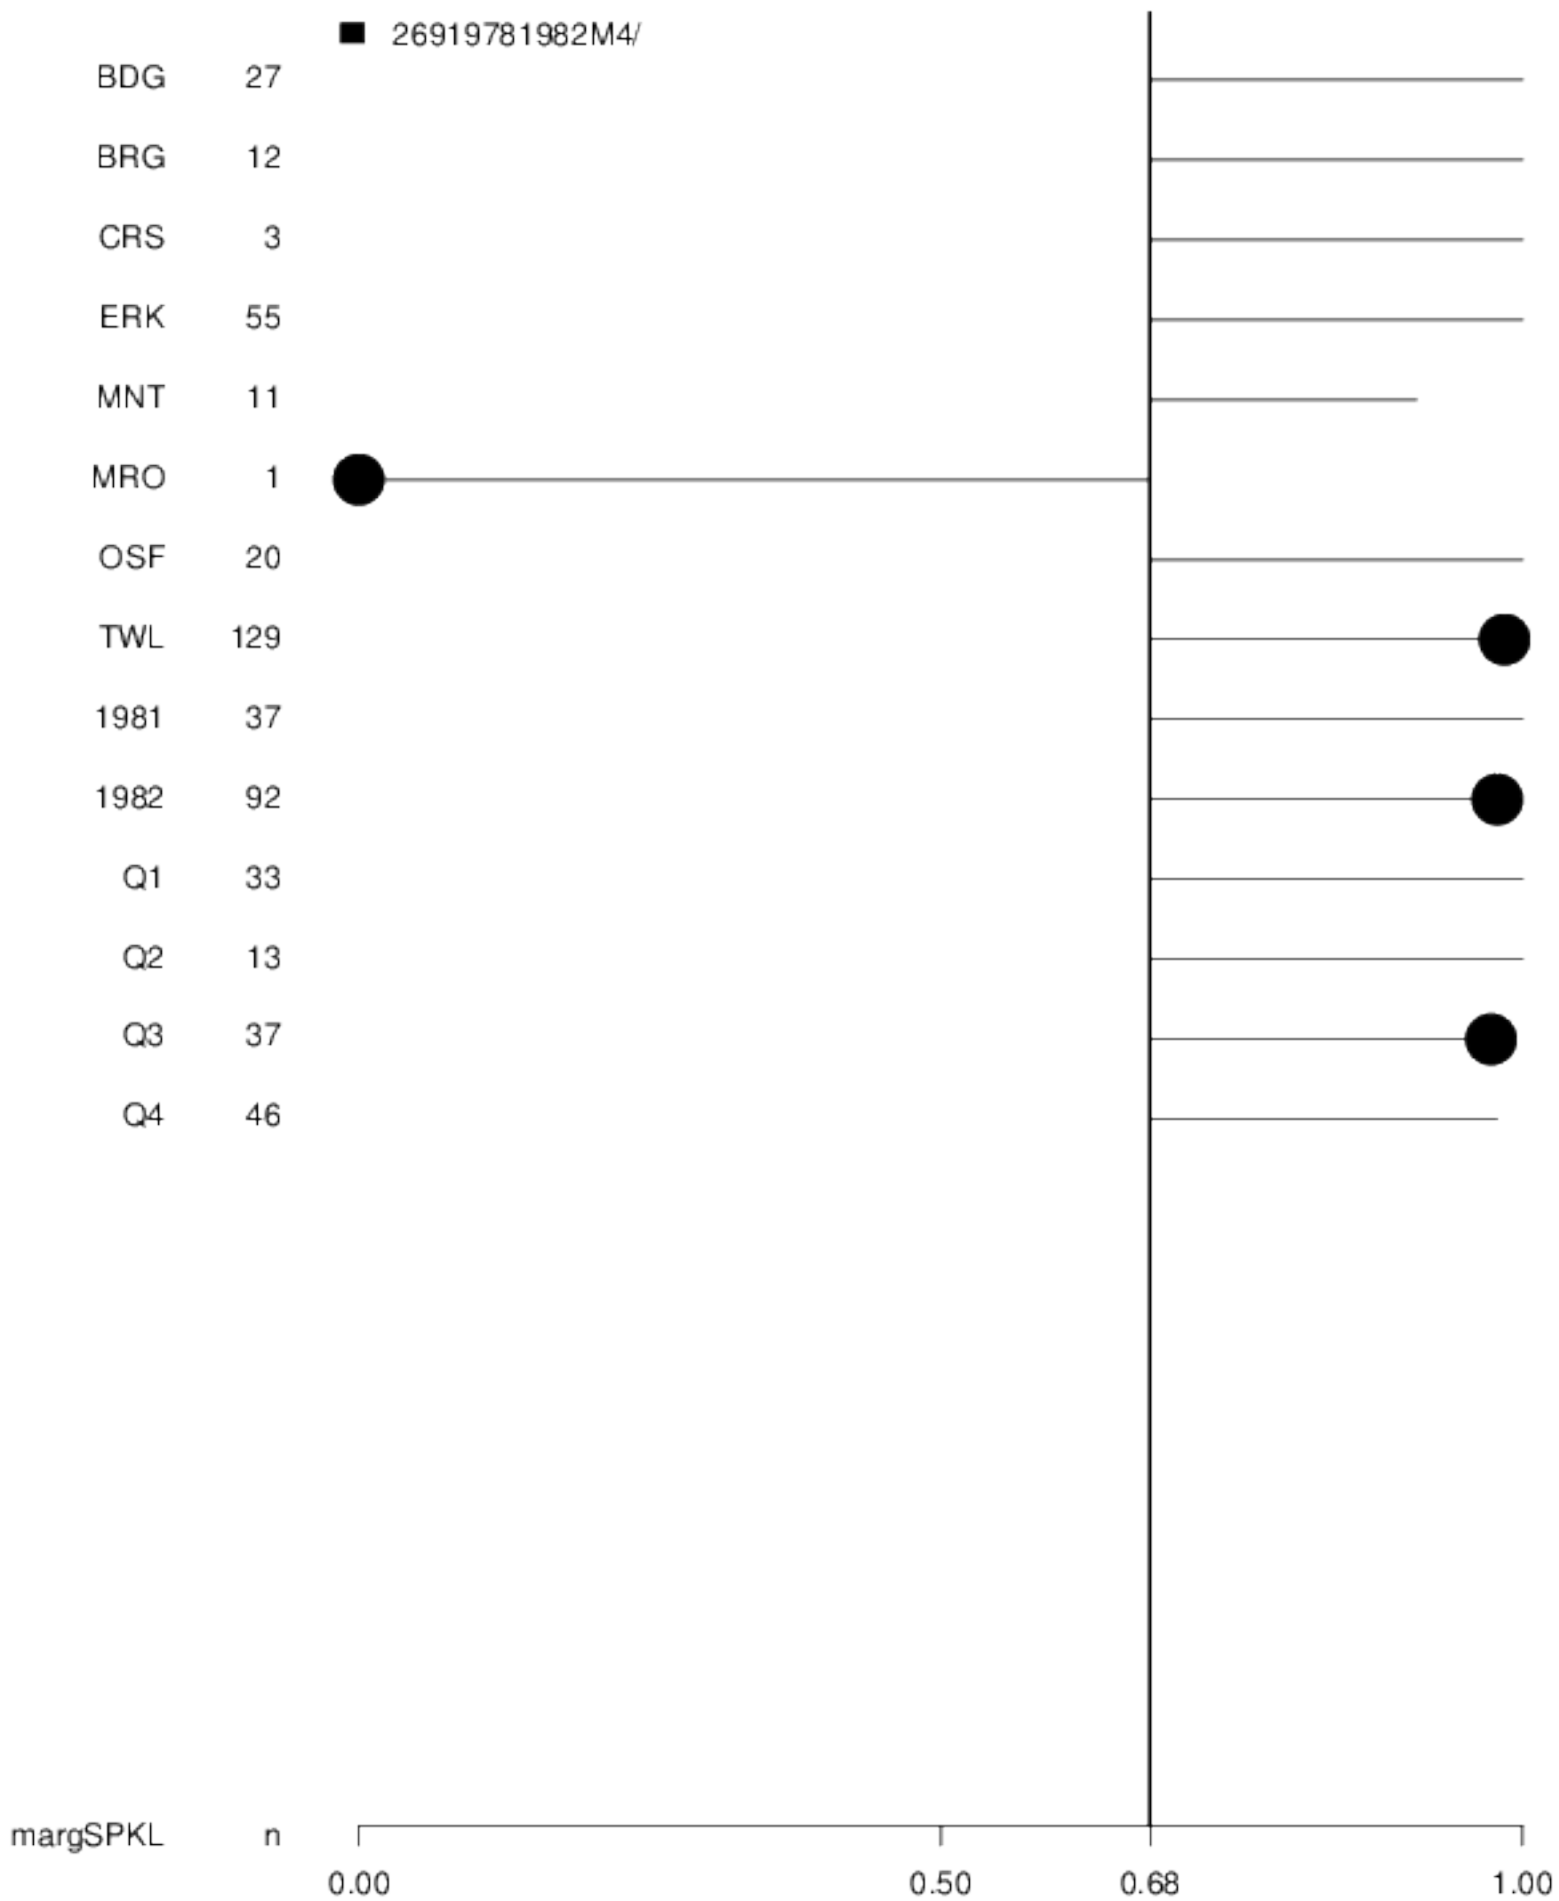 26919781982M4/
BDG 27
BRG 12
CRS 3
ERK 55
MNT 11
MRO 1
OSF 20
TWL 129
1981 37
1982 92
Q1 33
Q2 13
Q3 37
Q4 46
margSPKL n
0.00 0.50 0.68 1.00